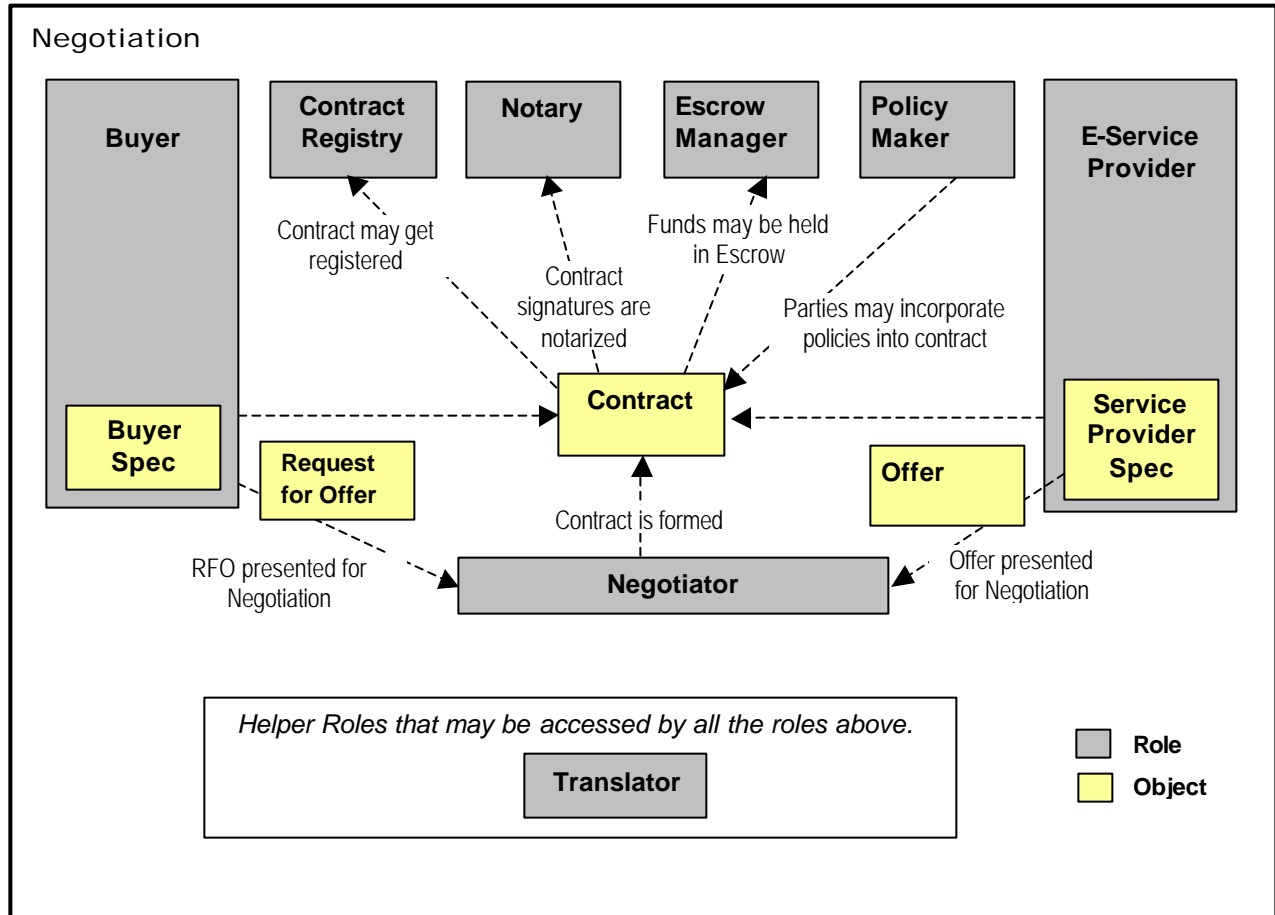 Negotiation
Buyer
Contract
Registry
Notary
Escrow
Manager
Policy
Maker
E-Service
Provider
Contract may get
registered
Contract
signatures are
notarized
Funds may be held
in Escrow
Parties may incorporate
policies into contract
Contract
Buyer
Spec
Request
for Offer
Offer
Service
Provider
Spec
Contract is formed
RFO presented for
Negotiation
Negotiator
Offer presented
for Negotiation
Helper Roles that may be accessed by all the roles above.
Translator
Role
Object